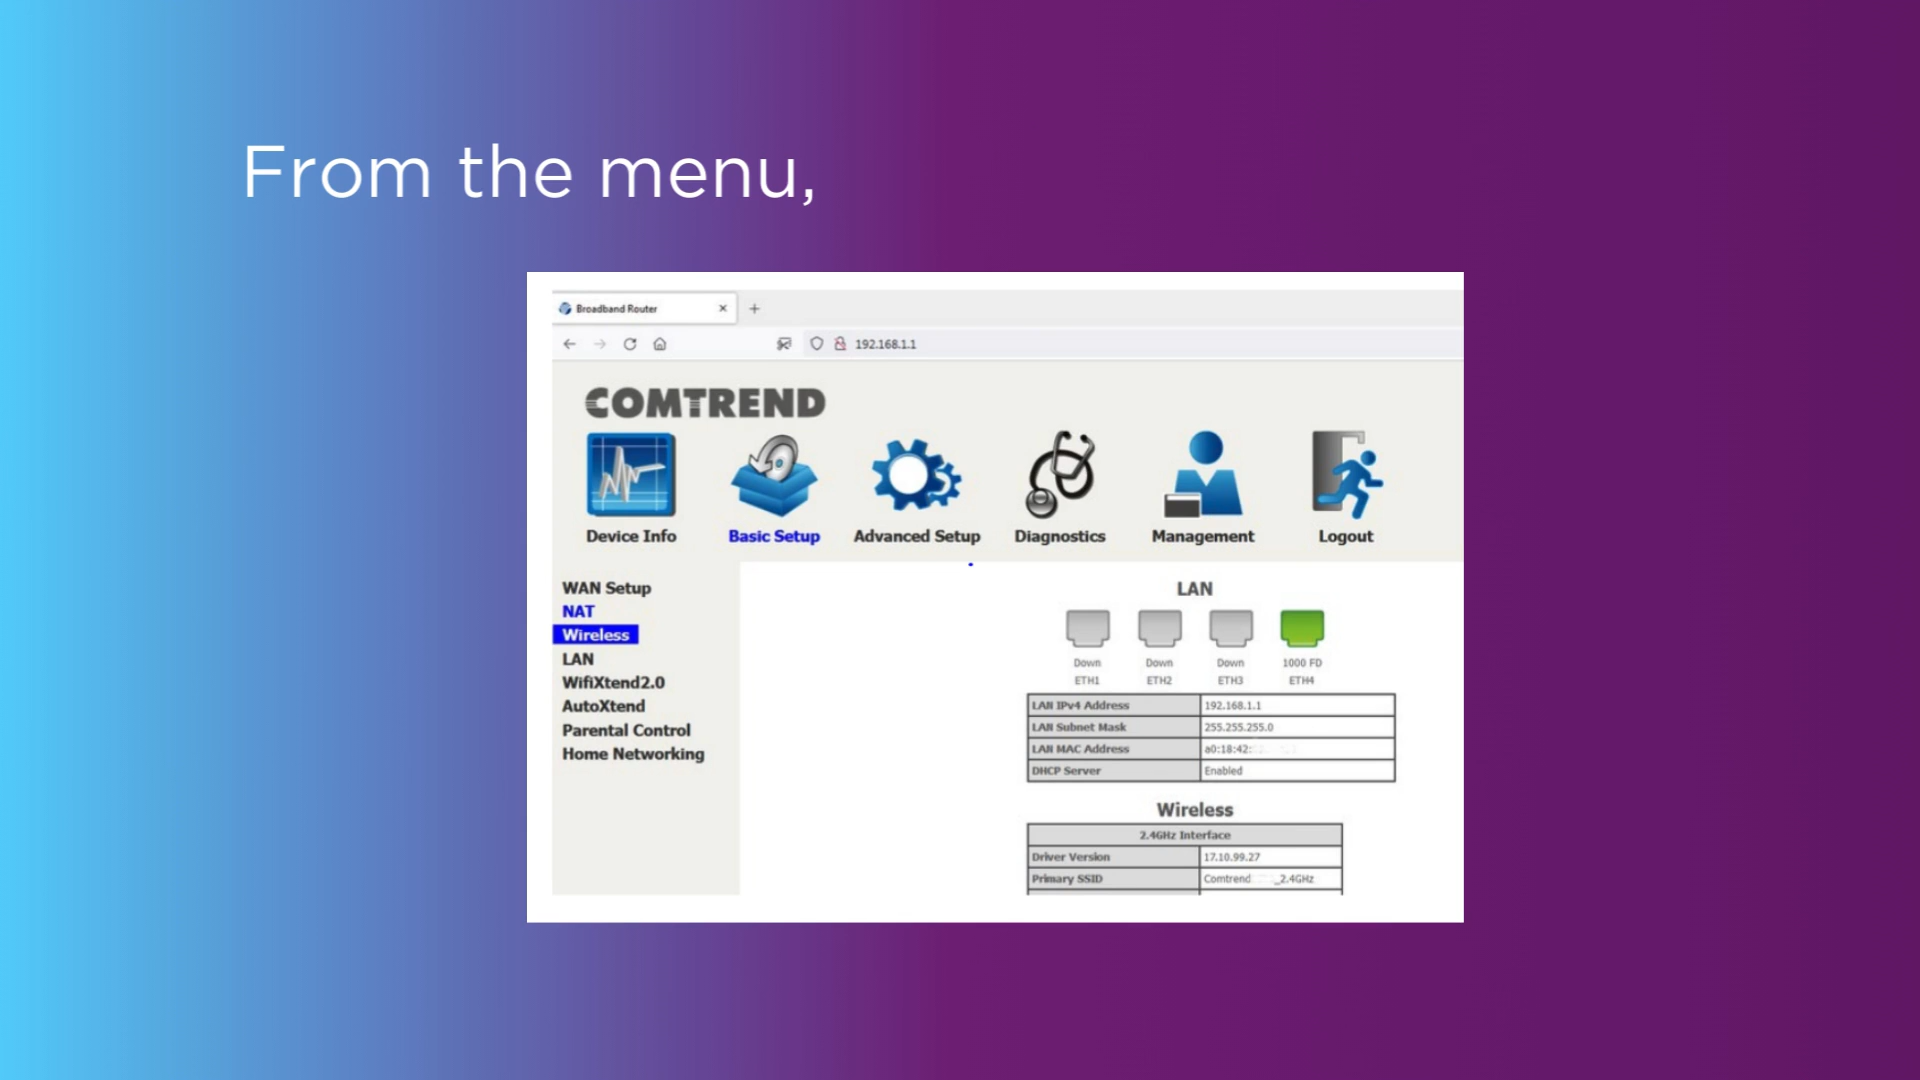 From the menu,
Broadband Router
192.168.1.1
COMTREND
Device Info
Basic Setup
Advanced Setup
Diagnostics
Management
Logout
WAN Setup
NAT
Wireless
LAN
WifiXtend2.0
AutoXtend
Parental Control
Home Networking
LAN
Down Down Down 1000 FD
ETH1 ETH2 ETH3 ETH4
LAN IPv4 Address 192.168.1.1
LAN Subnet Mask 255.255.255.0
LAN MAC Address a0:18:42:
DHCP Server Enabled
Wireless
2.4GHz Interface
Driver Version 17.10.99.27
Primary SSID Comtrend _2.4GHz